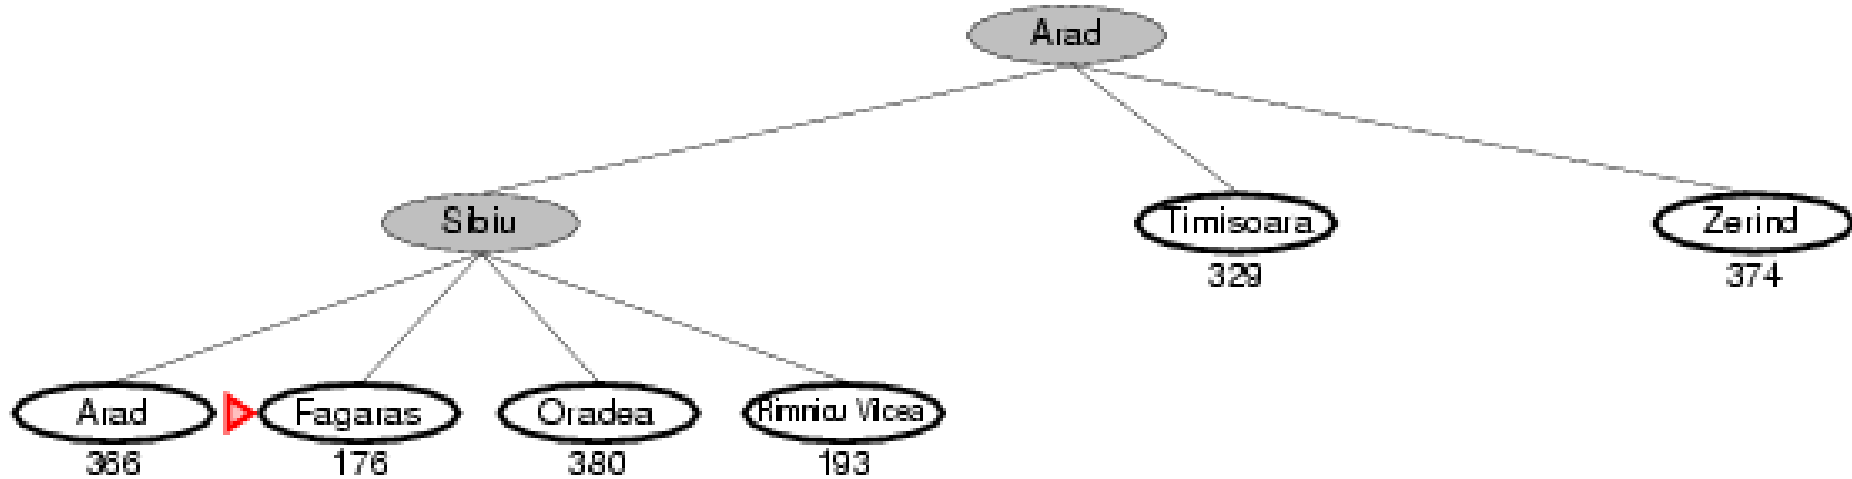 Arad
Sibiu
Timisoara
Zerind
329
374
Arad
Fagaras
Oradea
Rimnicu Vilcea
366
176
380
193